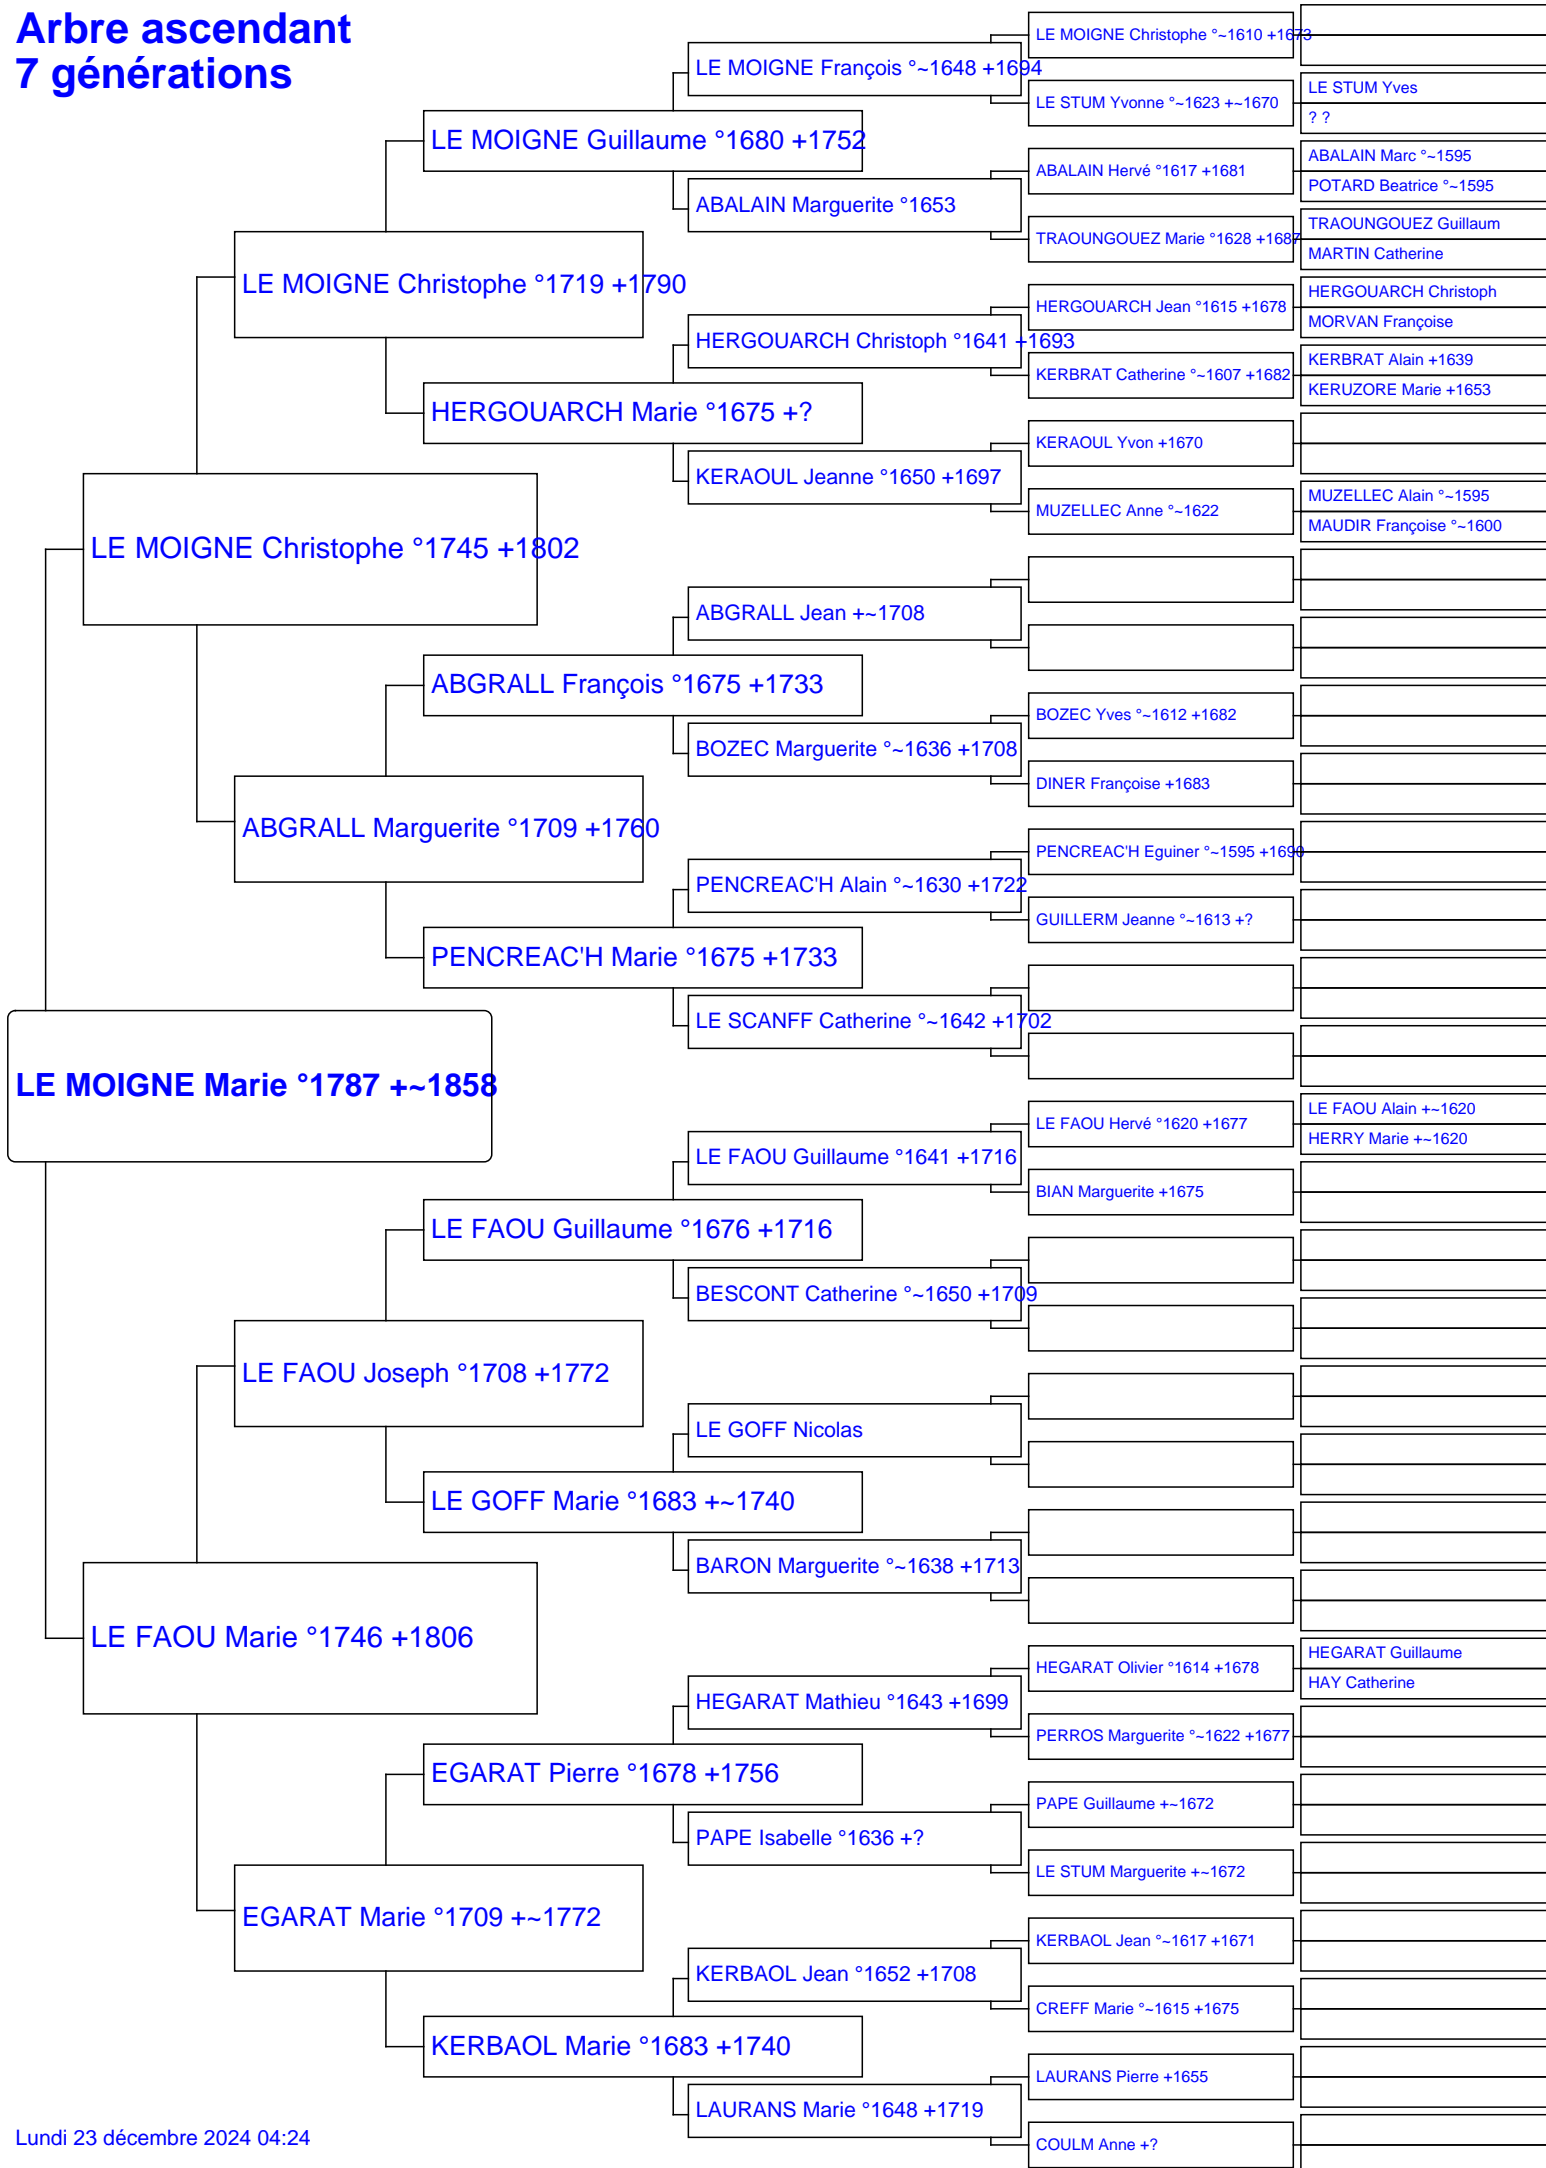 Arbre ascendant
7 générations
LE MOIGNE Christophe °~1610 +1673
LE MOIGNE François °~1648 +1694
LE STUM Yves
LE STUM Yvonne °~1623 +~1670
? ?
LE MOIGNE Guillaume °1680 +1752
ABALAIN Marc °~1595
ABALAIN Hervé °1617 +1681
POTARD Beatrice °~1595
ABALAIN Marguerite °1653
TRAOUNGOUEZ Guillaum
TRAOUNGOUEZ Marie °1628 +1687
MARTIN Catherine
LE MOIGNE Christophe °1719 +1790
HERGOUARCH Christoph
HERGOUARCH Jean °1615 +1678
MORVAN Françoise
HERGOUARCH Christoph °1641 +1693
KERBRAT Alain +1639
KERBRAT Catherine °~1607 +1682
KERUZORE Marie +1653
HERGOUARCH Marie °1675 +?
KERAOUL Yvon +1670
KERAOUL Jeanne °1650 +1697
MUZELLEC Alain °~1595
MUZELLEC Anne °~1622
MAUDIR Françoise °~1600
LE MOIGNE Christophe °1745 +1802
ABGRALL Jean +~1708
ABGRALL François °1675 +1733
BOZEC Yves °~1612 +1682
BOZEC Marguerite °~1636 +1708
DINER Françoise +1683
ABGRALL Marguerite °1709 +1760
PENCREAC'H Eguiner °~1595 +1690
PENCREAC'H Alain °~1630 +1722
GUILLERM Jeanne °~1613 +?
PENCREAC'H Marie °1675 +1733
LE SCANFF Catherine °~1642 +1702
LE MOIGNE Marie °1787 +~1858
LE FAOU Alain +~1620
LE FAOU Hervé °1620 +1677
HERRY Marie +~1620
LE FAOU Guillaume °1641 +1716
BIAN Marguerite +1675
LE FAOU Guillaume °1676 +1716
BESCONT Catherine °~1650 +1709
LE FAOU Joseph °1708 +1772
LE GOFF Nicolas
LE GOFF Marie °1683 +~1740
BARON Marguerite °~1638 +1713
LE FAOU Marie °1746 +1806
HEGARAT Guillaume
HEGARAT Olivier °1614 +1678
HAY Catherine
HEGARAT Mathieu °1643 +1699
PERROS Marguerite °~1622 +1677
EGARAT Pierre °1678 +1756
PAPE Guillaume +~1672
PAPE Isabelle °1636 +?
LE STUM Marguerite +~1672
EGARAT Marie °1709 +~1772
KERBAOL Jean °~1617 +1671
KERBAOL Jean °1652 +1708
CREFF Marie °~1615 +1675
KERBAOL Marie °1683 +1740
LAURANS Pierre +1655
LAURANS Marie °1648 +1719
COULM Anne +?
Lundi 23 décembre 2024 04:24